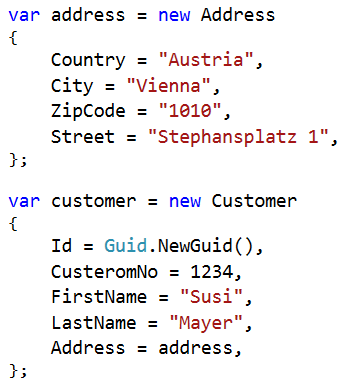 var address = new Address
{
    Country = "Austria",
    City = "Vienna",
    ZipCode = "1010",
    Street = "Stephansplatz 1",
};

var customer = new Customer
{
    Id = Guid.NewGuid(),
    CusteromNo = 1234,
    FirstName = "Susi",
    LastName = "Mayer",
    Address = address,
};